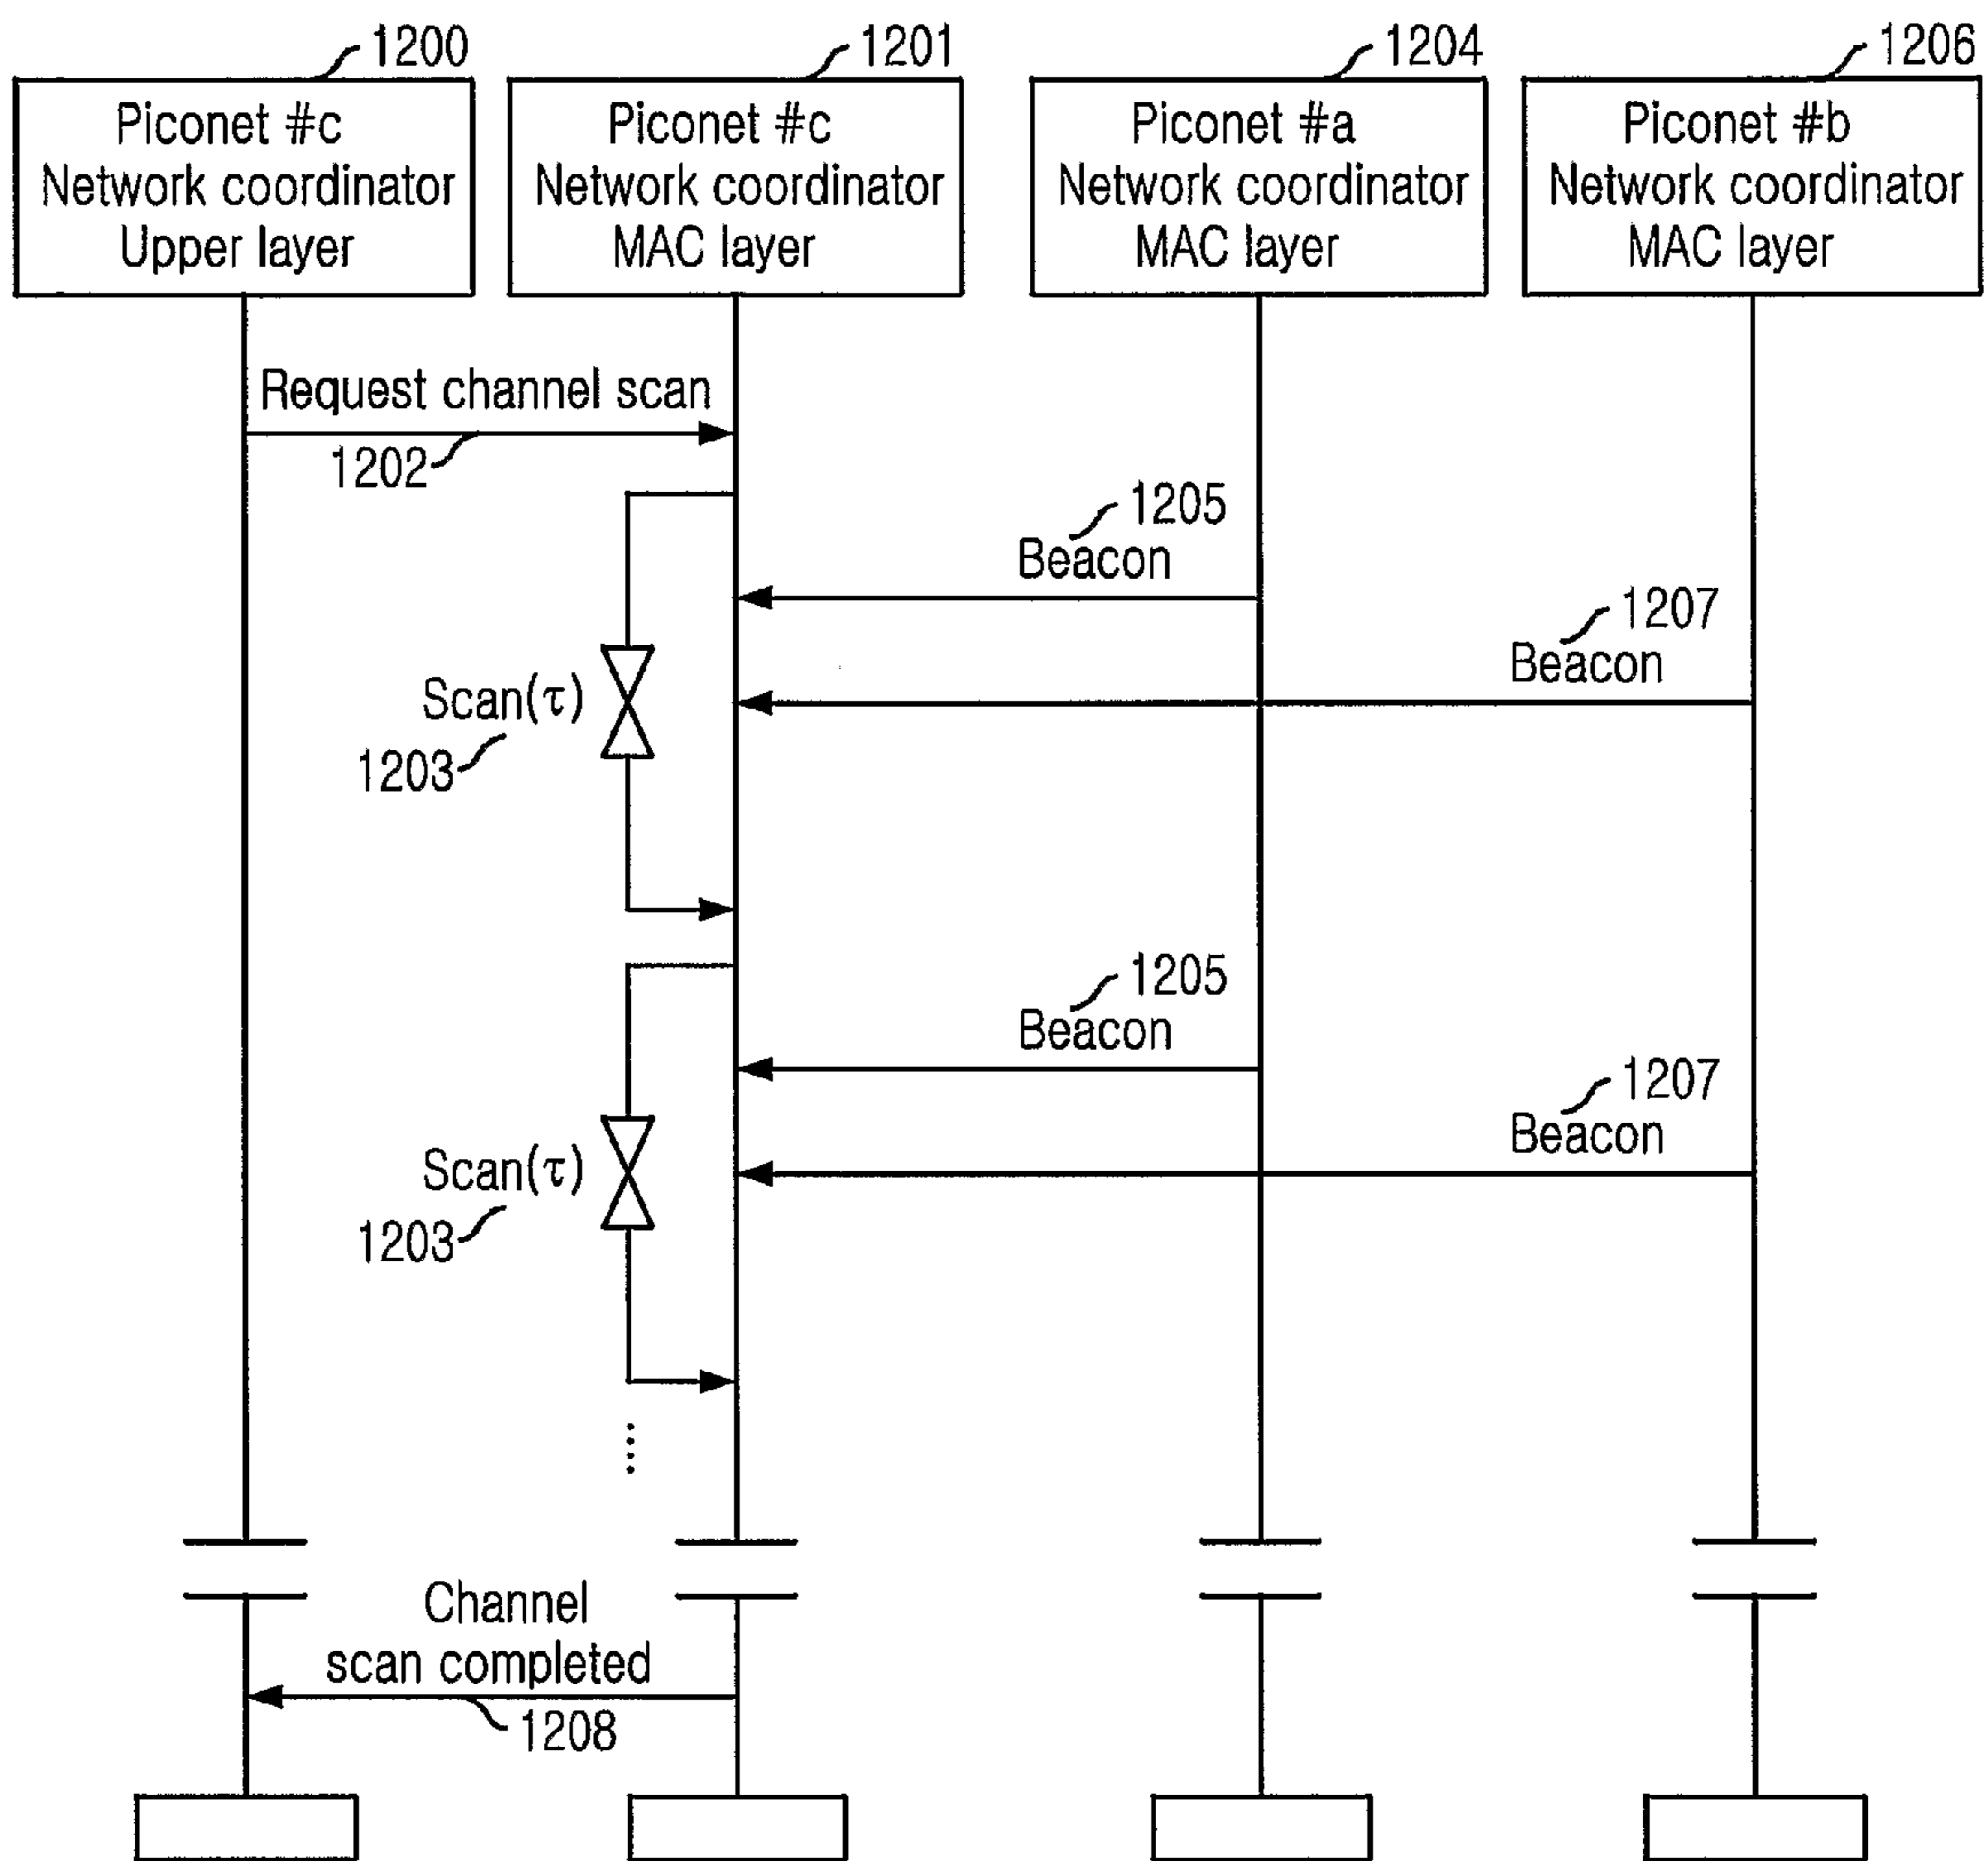 1200
1201
1204
1206
Piconet #c
Network coordinator
Upper layer
Piconet #c
Network coordinator
MAC layer
Piconet #a
Network coordinator
MAC layer
Piconet #b
Network coordinator
MAC layer
Request channel scan
1202
1205
Beacon
1207
Beacon
Scan(τ)
1203
1205
Beacon
1207
Beacon
Scan(τ)
1203
Channel
scan completed
1208